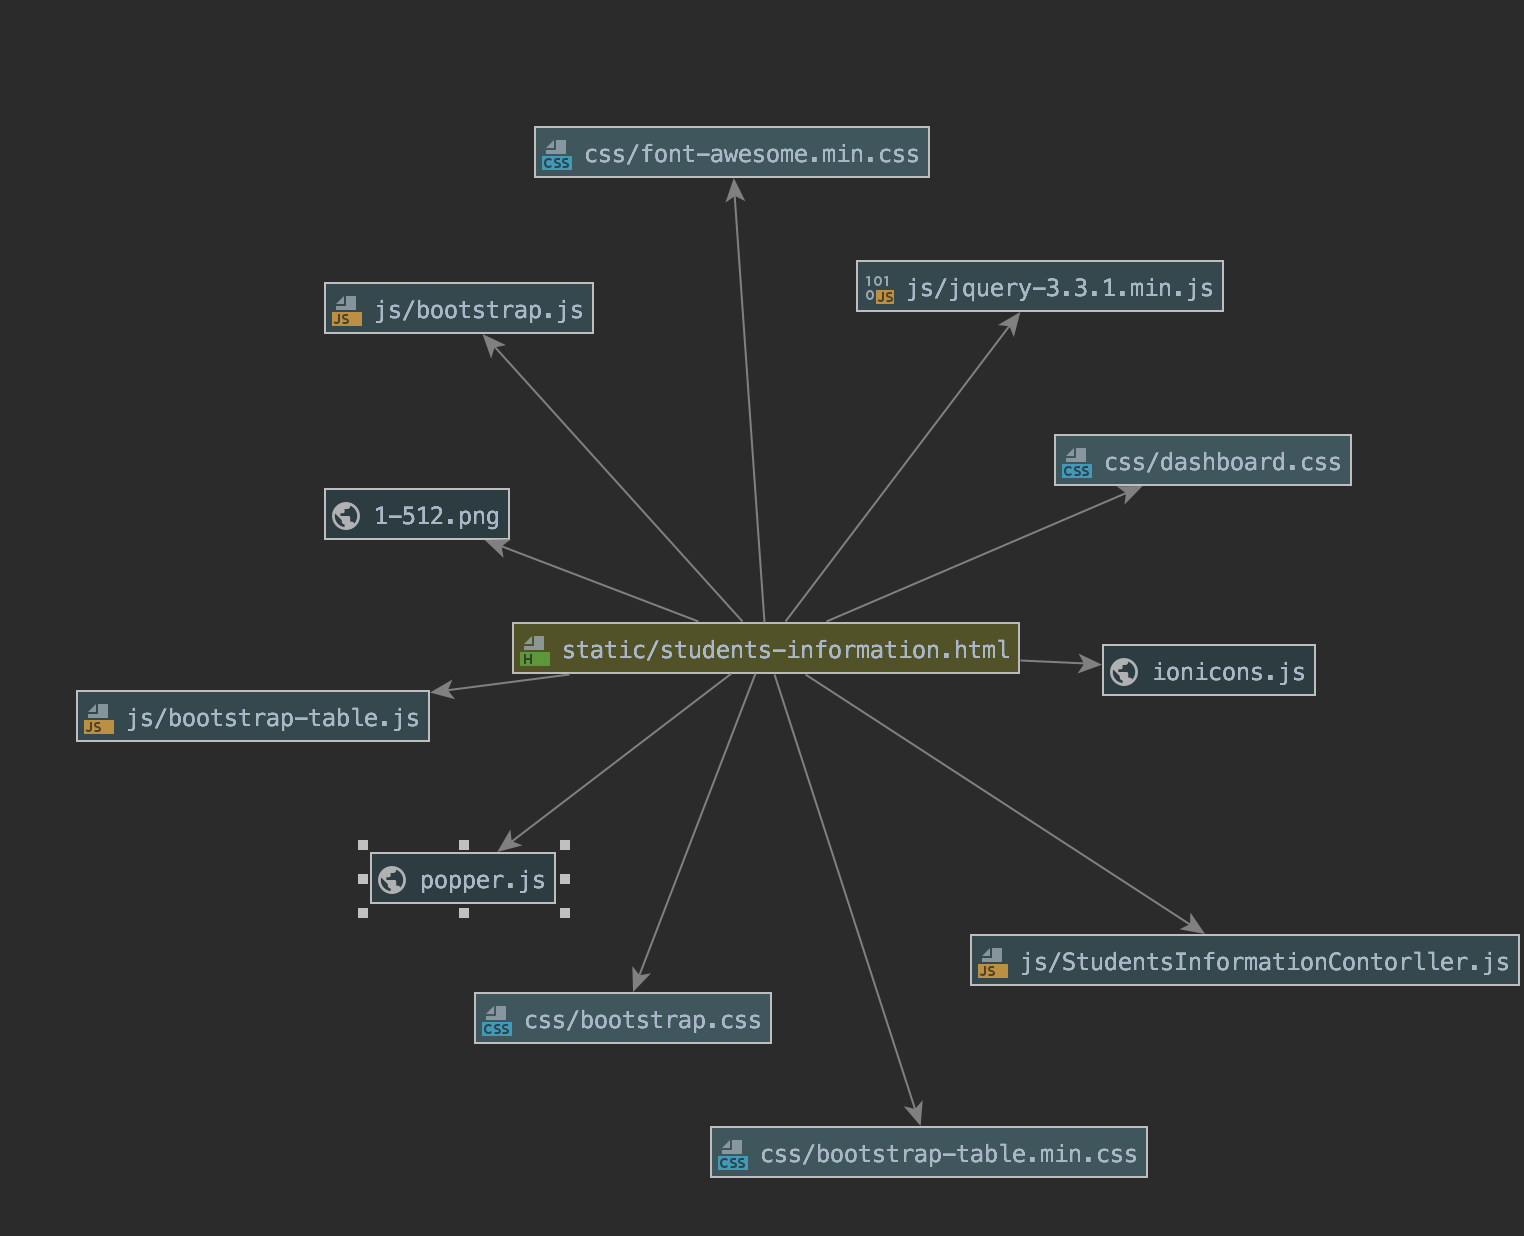 css/font-awesome.min.css
js/jquery-3.3.1.min.js
js/bootstrap.js
css/dashboard.css
1-512.png
static/students-information.html
ionicons.js
js/bootstrap-table.js
popper.js
js/StudentsInformationContorller.js
css/bootstrap.css
css/bootstrap-table.min.css